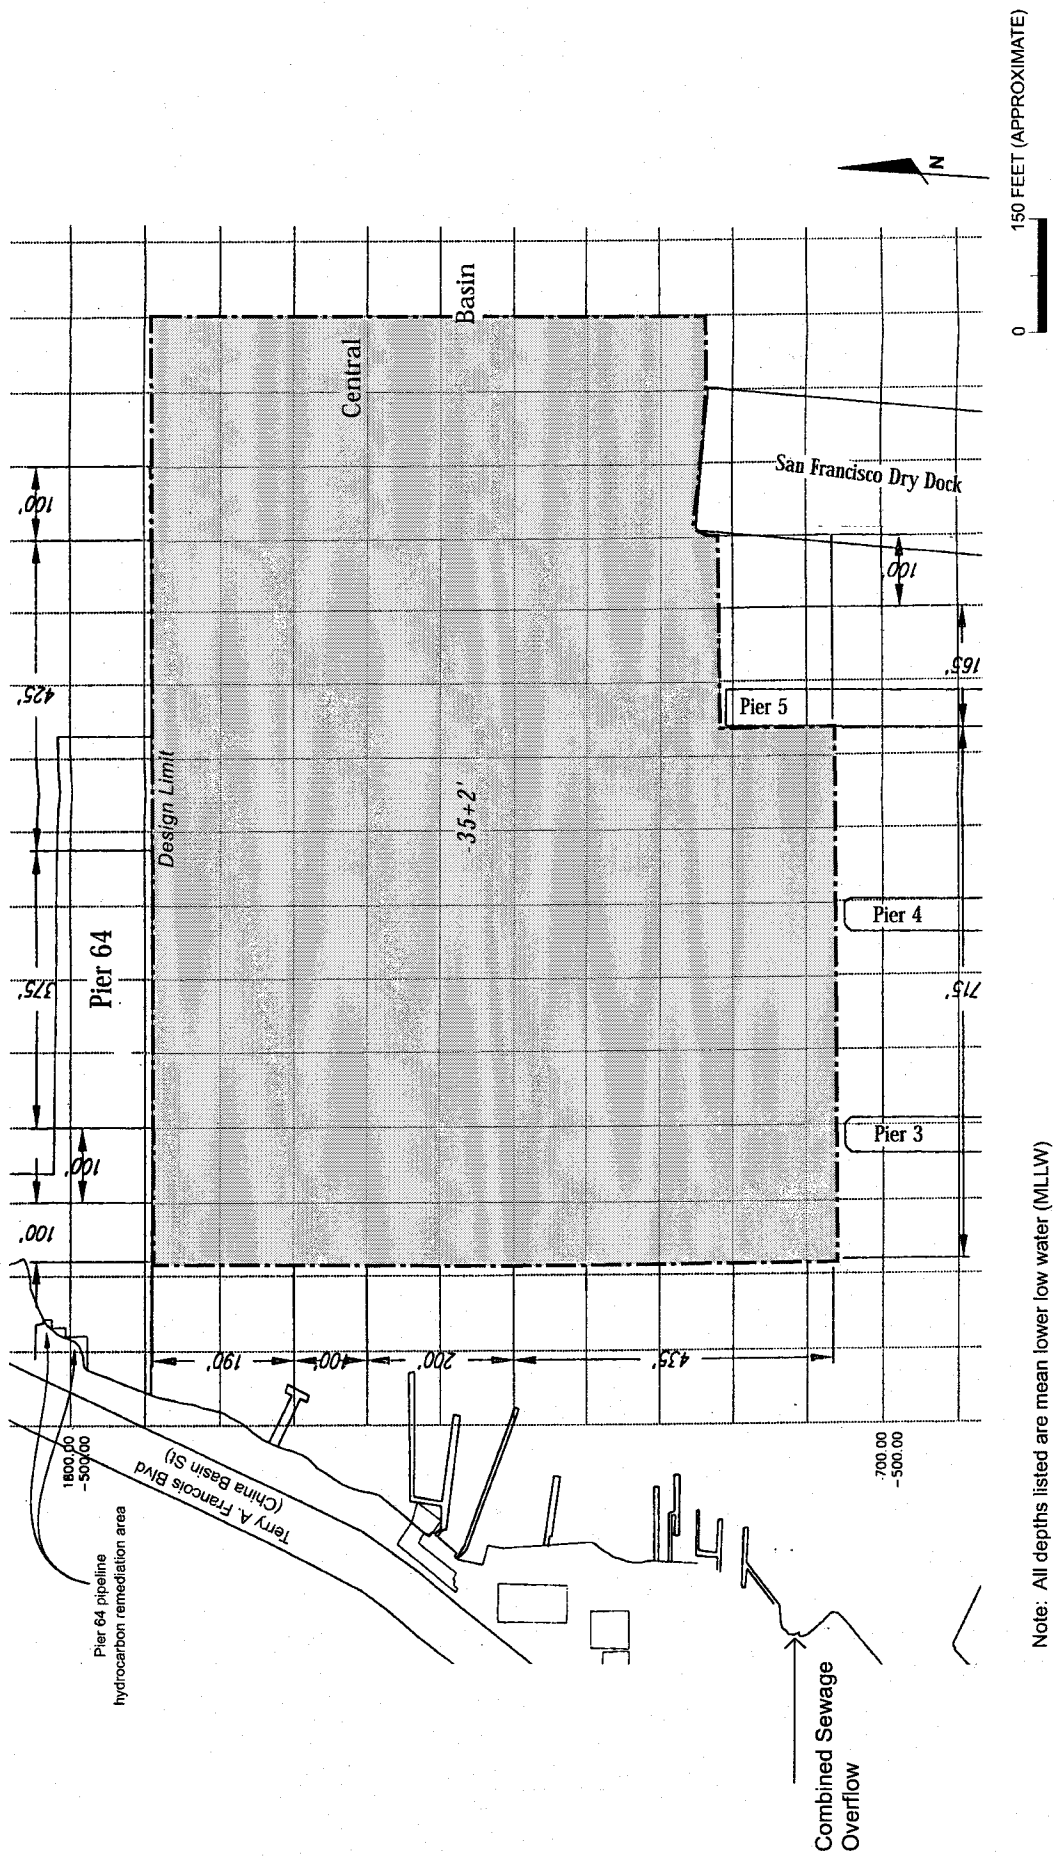 Pier 64 pipeline
hydrocarbon remediation area
Terry A. Francois Blvd
(China Basin St)
-500.00
100'
100'
375'
425'
100'
Pier 64
Design Limit
190'
100'
200'
435'
-35+2'
Central
Basin
-700.00
-500.00
Combined Sewage
Overflow
Pier 3
Pier 4
Pier 5
San Francisco Dry Dock
715'
165'
100'
N
0 150 FEET (APPROXIMATE)
Note: All depths listed are mean lower low water (MLLW)